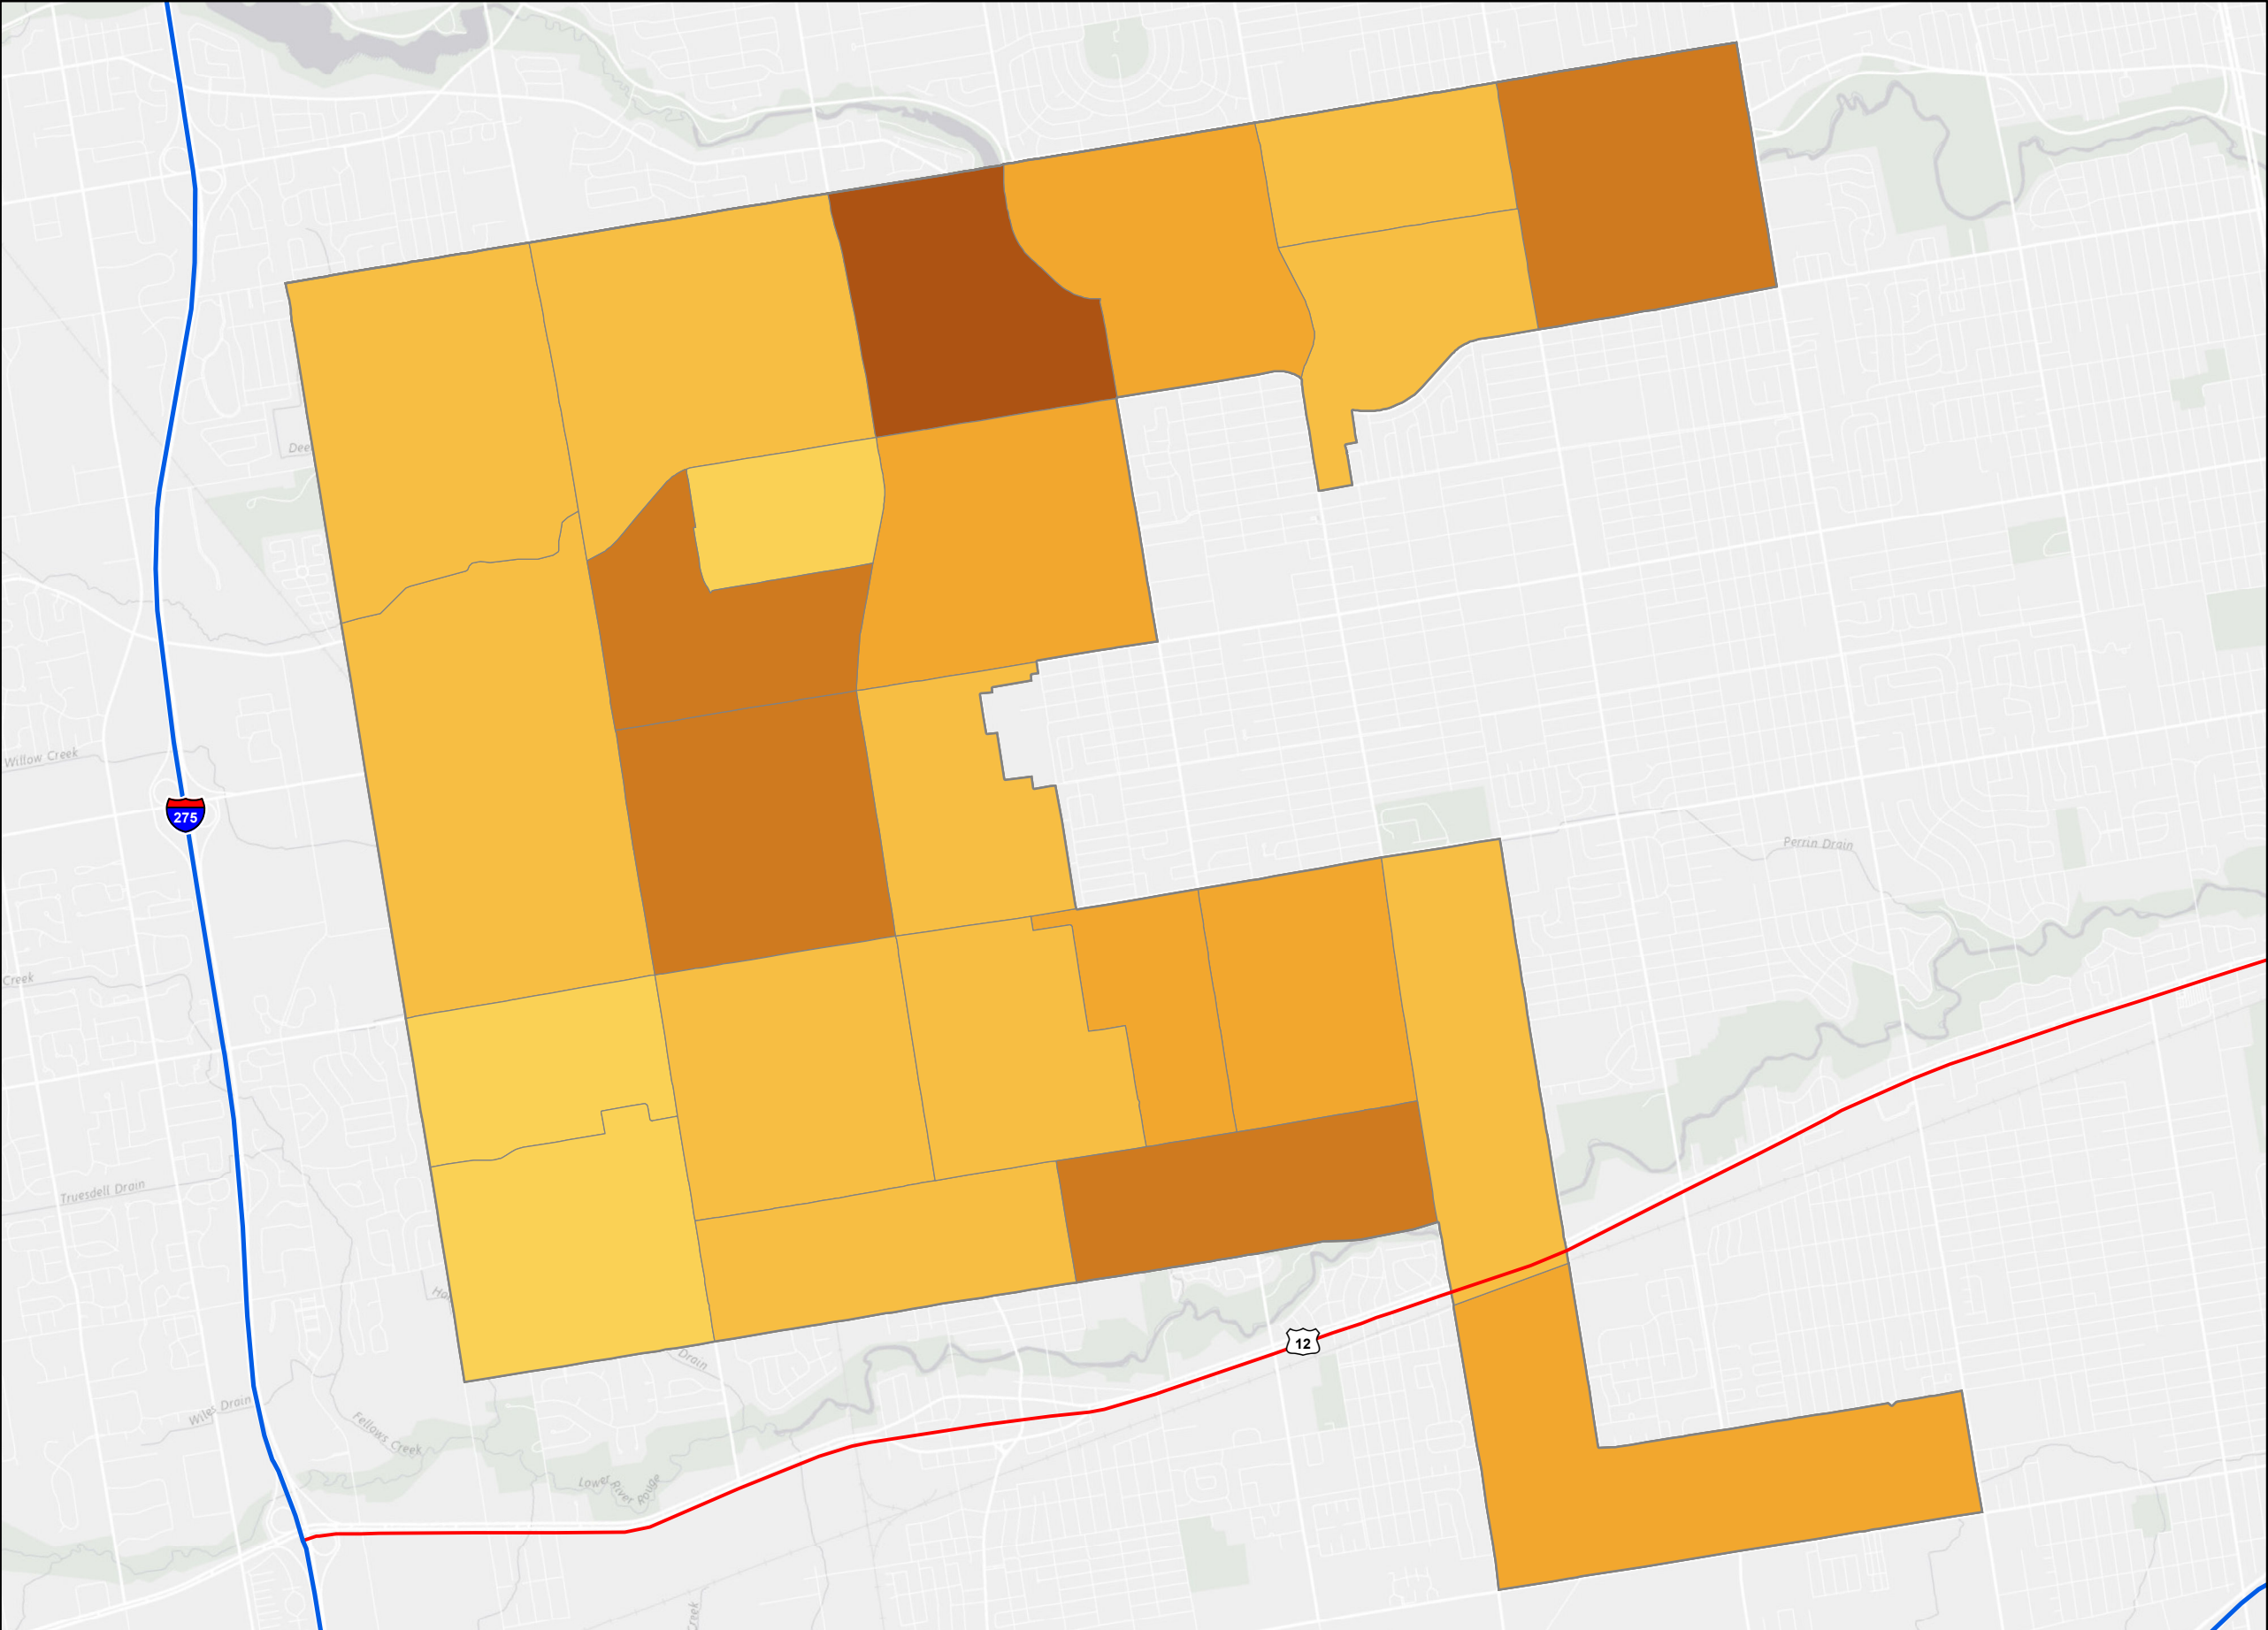 Dee
Willow Creek
275
Perrin Drain
Creek
Truesdell Drain
Ha
12
Drain
Wiles Drain
Fellows Creek
Lower River Rouge
Creek